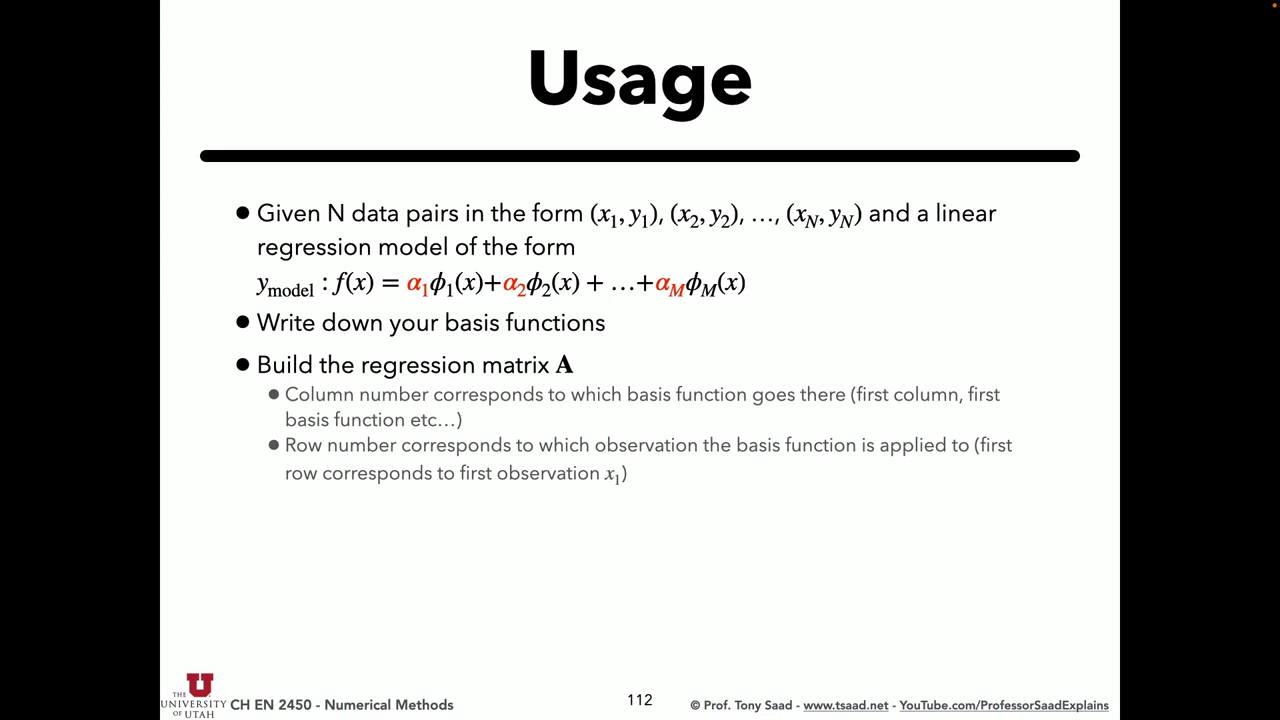 Usage
● Given N data pairs in the form (x₁, y₁), (x₂, y₂), …, (x_N, y_N) and a linear
regression model of the form
y_model : f(x) = α₁ϕ₁(x)+α₂ϕ₂(x) + …+α_Mϕ_M(x)
● Write down your basis functions
● Build the regression matrix A
● Column number corresponds to which basis function goes there (first column, first
basis function etc…)
● Row number corresponds to which observation the basis function is applied to (first
row corresponds to first observation x₁)
THE
UNIVERSITY
OF UTAH
CH EN 2450 - Numerical Methods
112
© Prof. Tony Saad - www.tsaad.net - YouTube.com/ProfessorSaadExplains